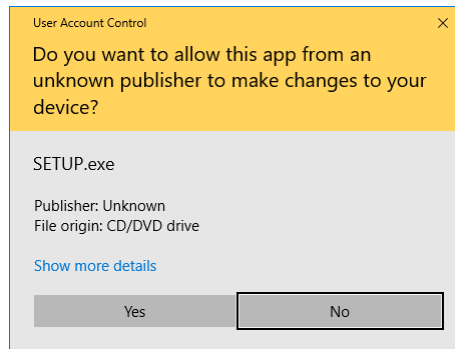 User Account Control
Do you want to allow this app from an
unknown publisher to make changes to your
device?
SETUP.exe
Publisher: Unknown
File origin: CD/DVD drive
Show more details
Yes
No